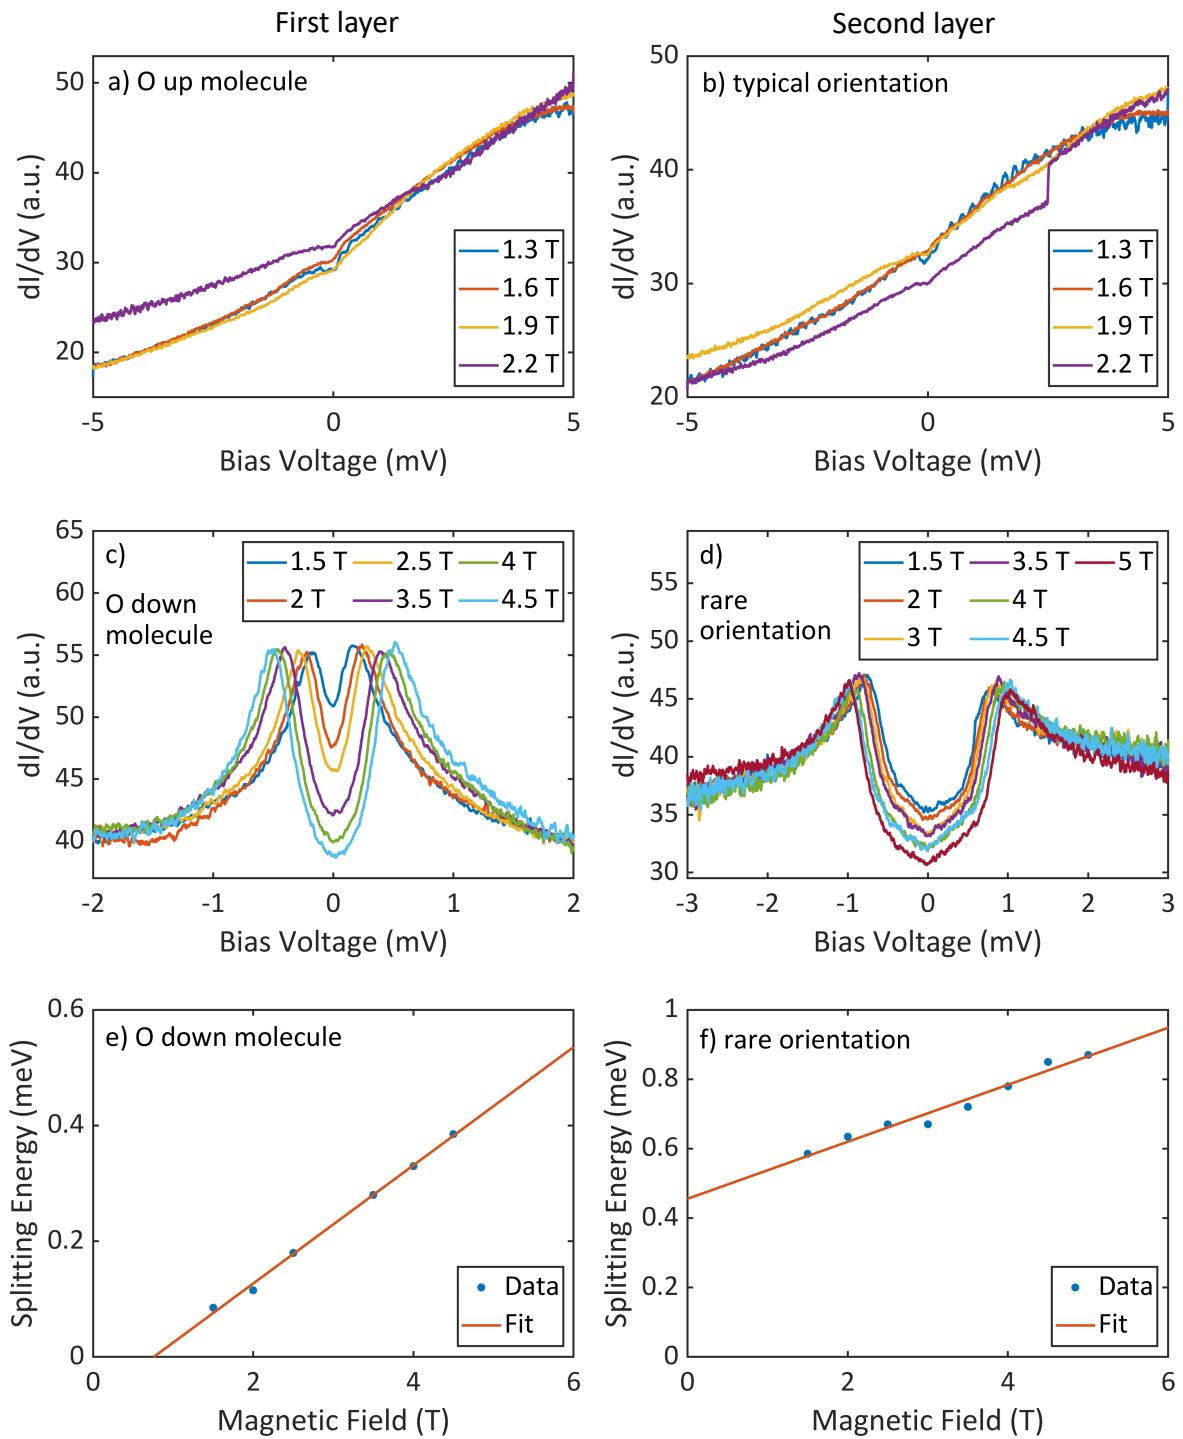 First layer
Second layer
a) O up molecule
50
40
30
20
dI/dV (a.u.)
1.3 T
1.6 T
1.9 T
2.2 T
-5
0
5
Bias Voltage (mV)
b) typical orientation
50
40
30
20
dI/dV (a.u.)
1.3 T
1.6 T
1.9 T
2.2 T
-5
0
5
Bias Voltage (mV)
c)
O down
molecule
65
60
55
50
45
40
dI/dV (a.u.)
1.5 T 2.5 T 4 T
2 T 3.5 T 4.5 T
-2 -1 0 1 2
Bias Voltage (mV)
d)
rare
orientation
55
50
45
40
35
30
dI/dV (a.u.)
1.5 T 3.5 T 5 T
2 T 4 T
3 T 4.5 T
-3 -2 -1 0 1 2 3
Bias Voltage (mV)
e) O down molecule
0.6
0.4
0.2
0
Splitting Energy (meV)
Data
Fit
0 2 4 6
Magnetic Field (T)
f) rare orientation
1
0.8
0.6
0.4
0.2
0
Splitting Energy (meV)
Data
Fit
0 2 4 6
Magnetic Field (T)